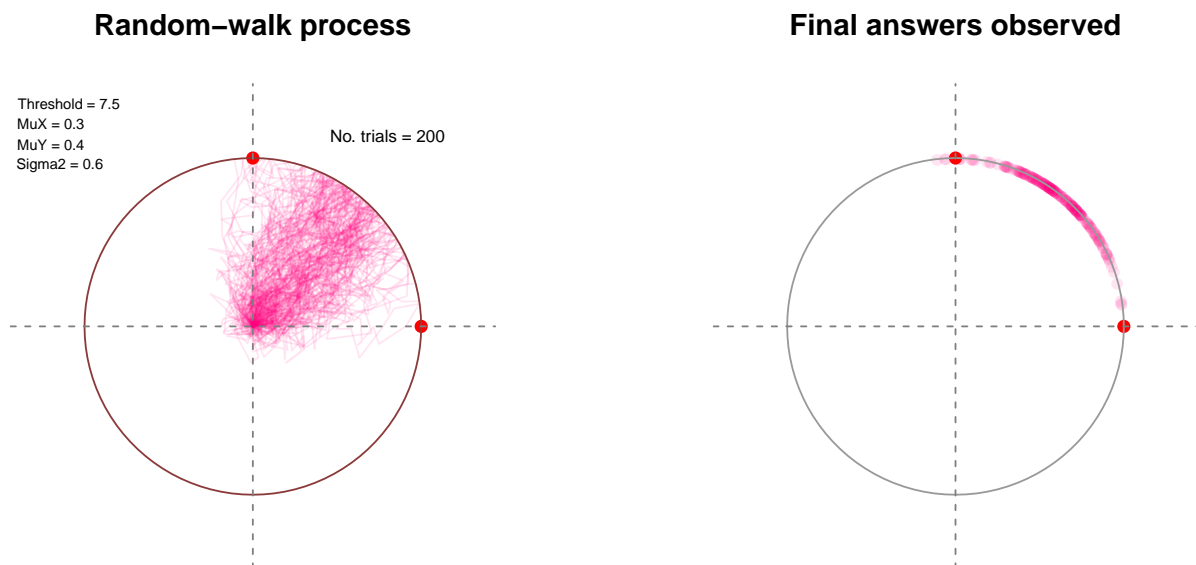 Random−walk process
Final answers observed
Threshold = 7.5
MuX = 0.3
MuY = 0.4
Sigma2 = 0.6
No. trials = 200